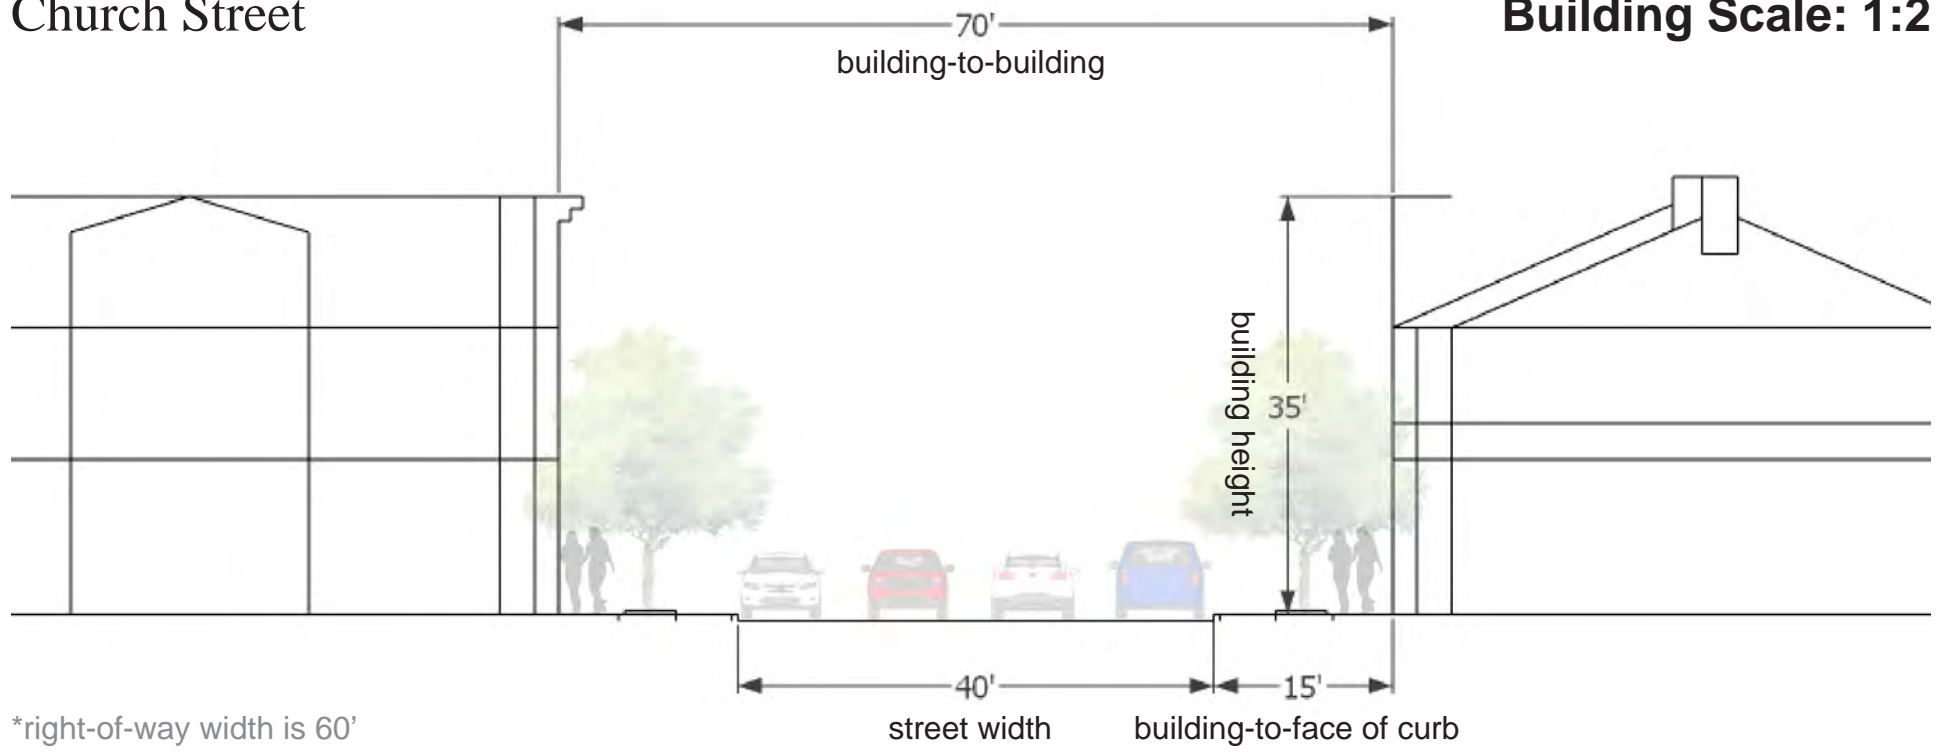 Church Street
Building Scale: 1:2
70'
building-to-building
building height
35'
40'
15'
street width
building-to-face of curb
*right-of-way width is 60’